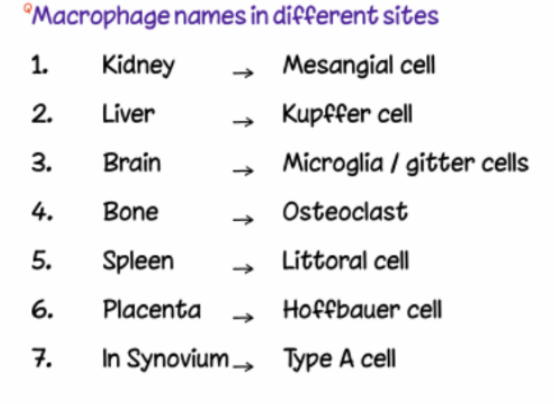 Q Macrophage names in different sites
1. Kidney → Mesangial cell
2. Liver → Kupffer cell
3. Brain → Microglia / gitter cells
4. Bone → Osteoclast
5. Spleen → Littoral cell
6. Placenta → Hoffbauer cell
7. In Synovium → Type A cell